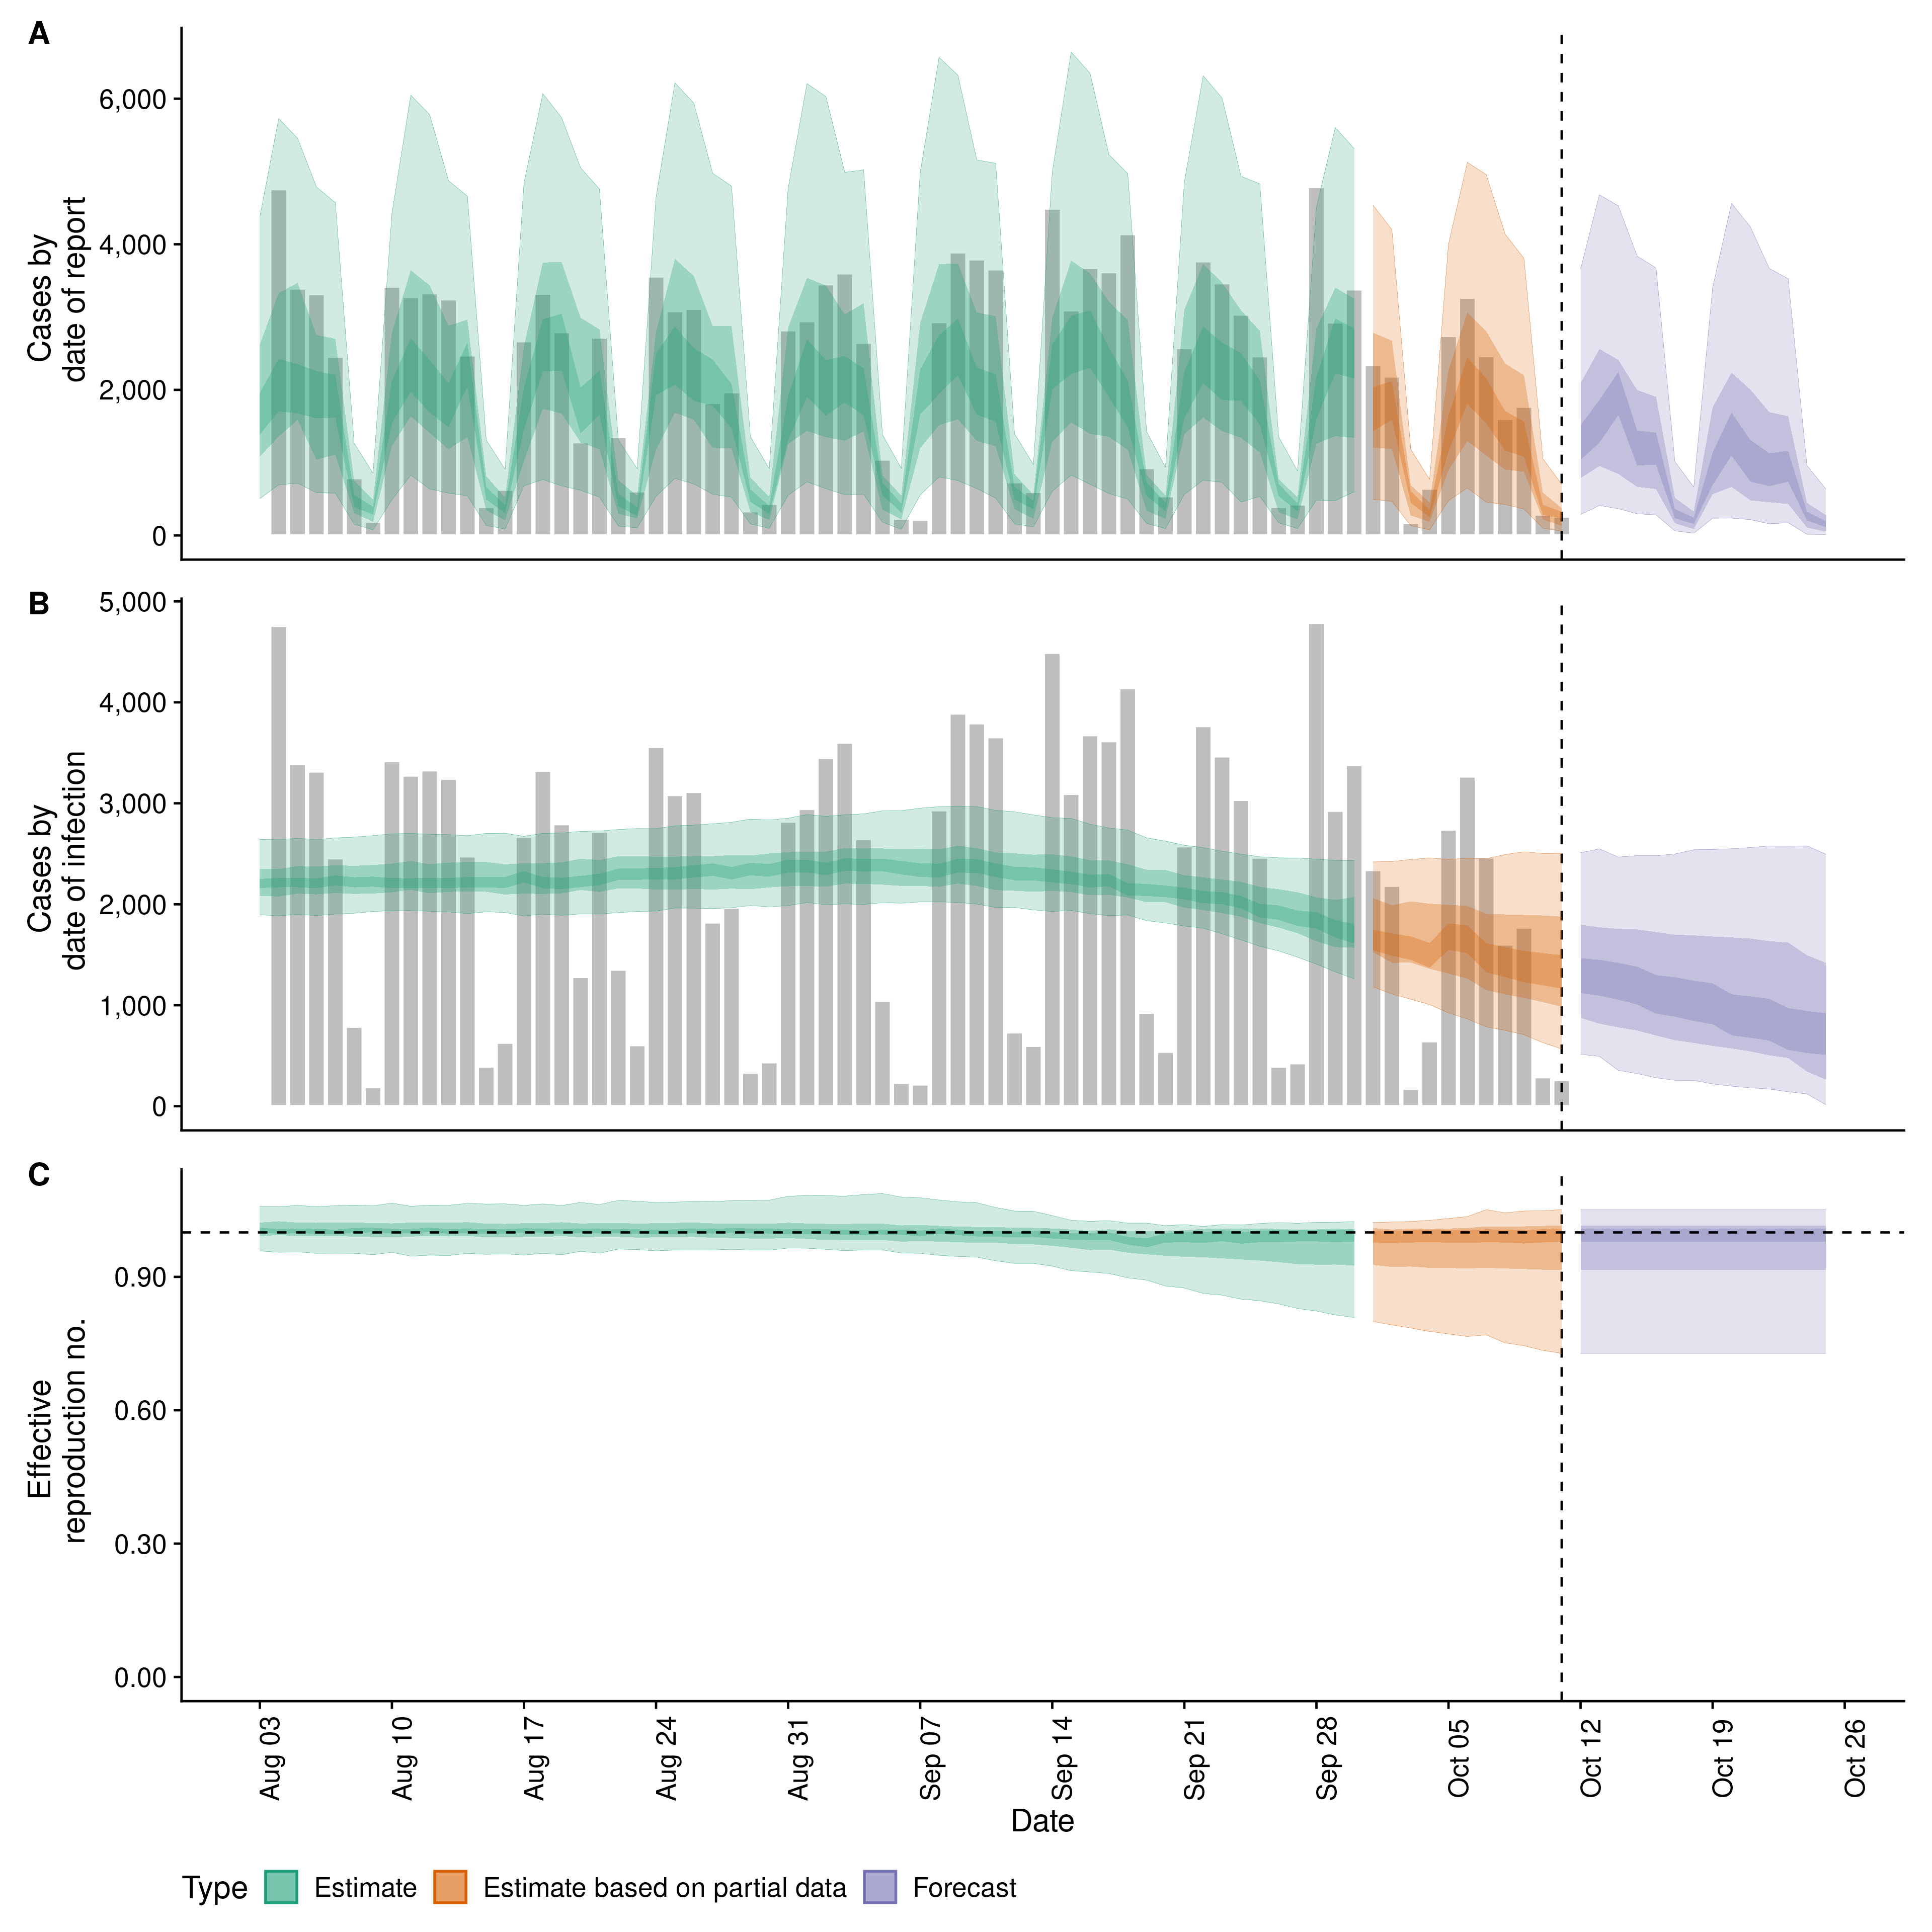 A
Cases by
date of report
6,000
4,000
2,000
0
B
Cases by
date of infection
5,000
4,000
3,000
2,000
1,000
0
C
Effective
reproduction no.
0.90
0.60
0.30
0.00
Aug 03
Aug 10
Aug 17
Aug 24
Aug 31
Sep 07
Sep 14
Sep 21
Sep 28
Oct 05
Oct 12
Oct 19
Oct 26
Date
Type Estimate Estimate based on partial data Forecast